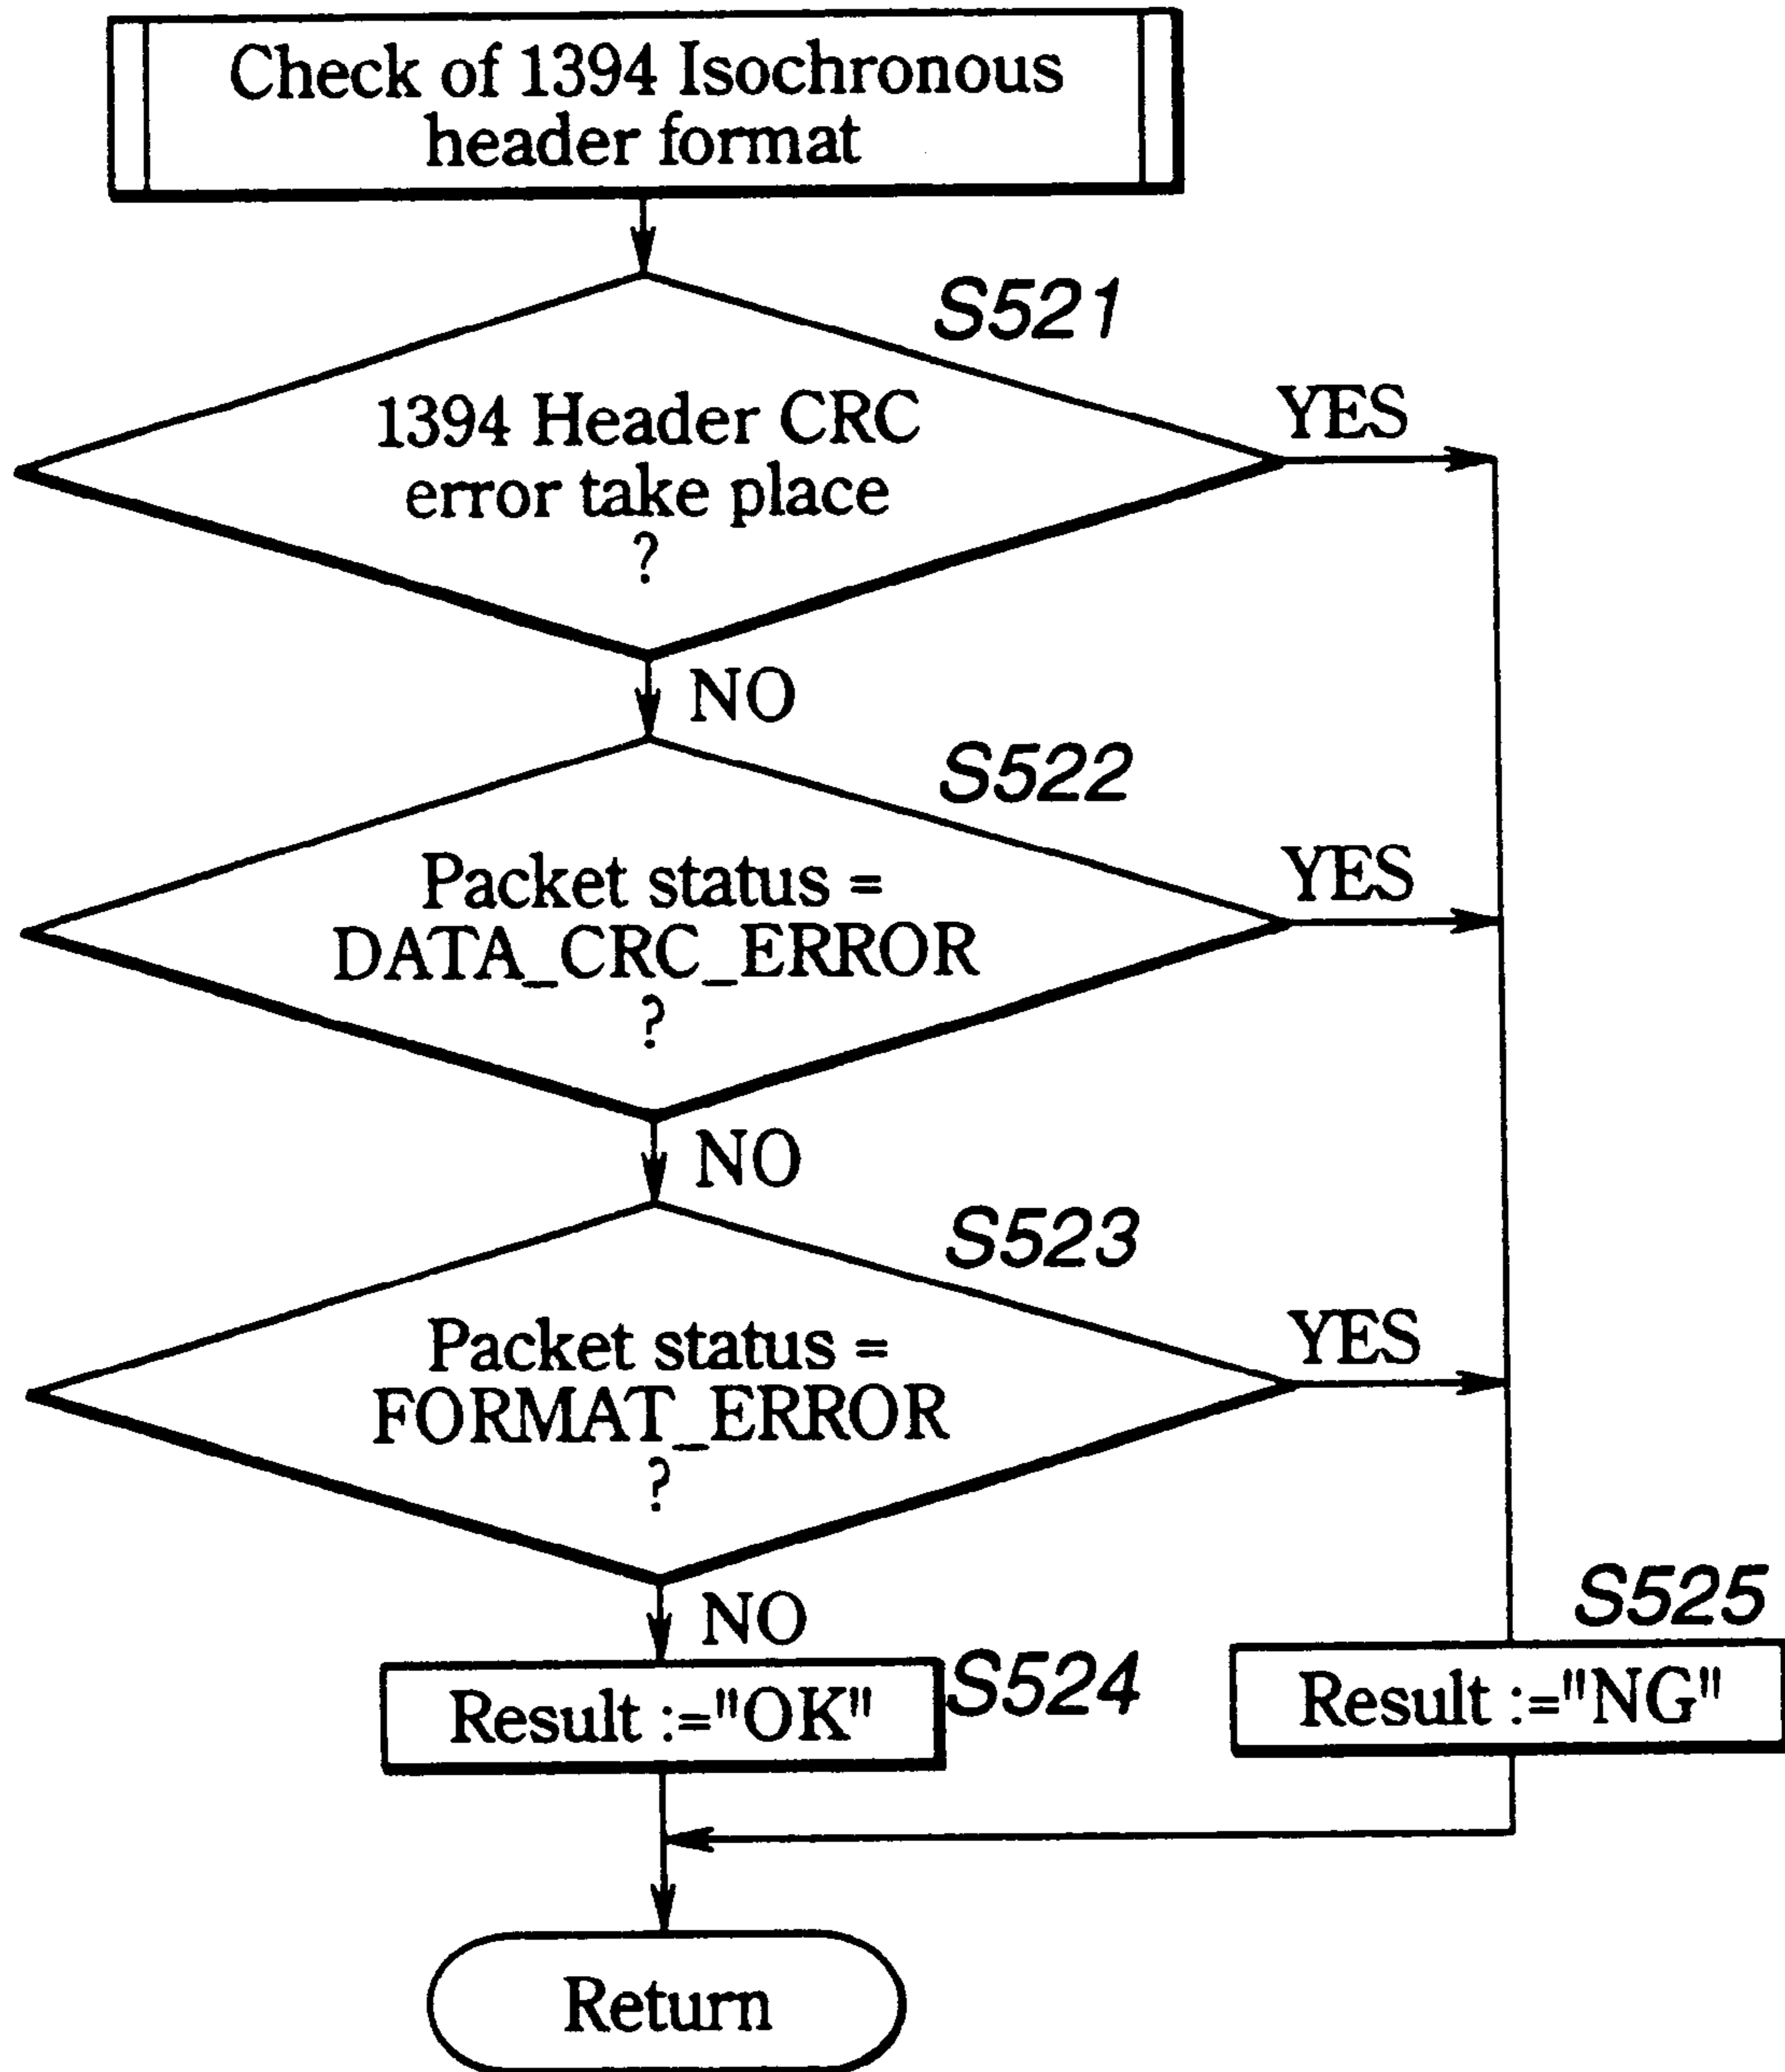 Check of 1394 Isochronous
header format
S521
1394 Header CRC
error take place
?
YES
NO
S522
Packet status =
DATA_CRC_ERROR
?
YES
NO
S523
Packet status =
FORMAT_ERROR
?
YES
NO
S524
Result :="OK"
S525
Result :="NG"
Return